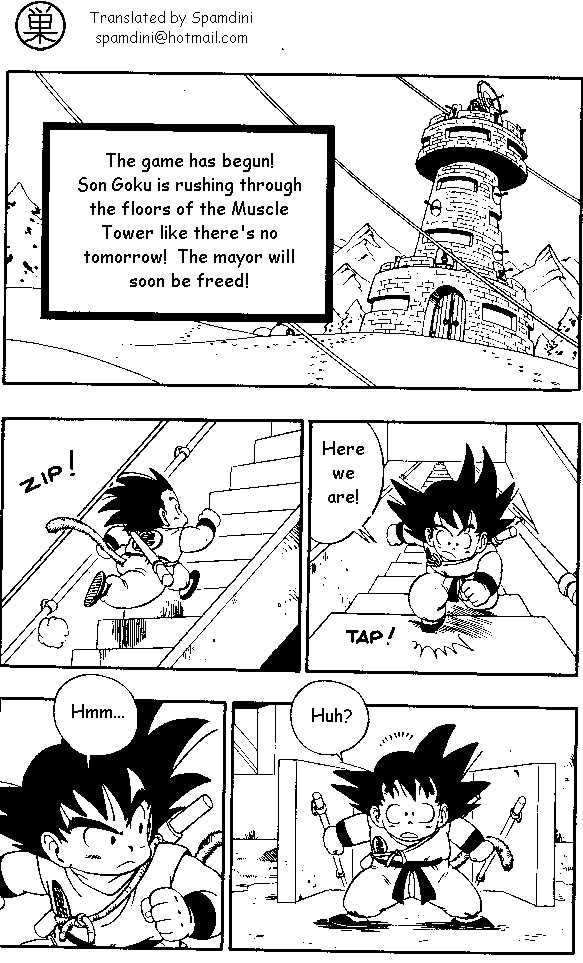 巣
Translated by Spamdini
spamdini@hotmail.com
The game has begun!
Son Goku is rushing through
the floors of the Muscle
Tower like there's no
tomorrow! The mayor will
soon be freed!
ZIP!
Here
we
are!
TAP!
Hmm...
Huh?